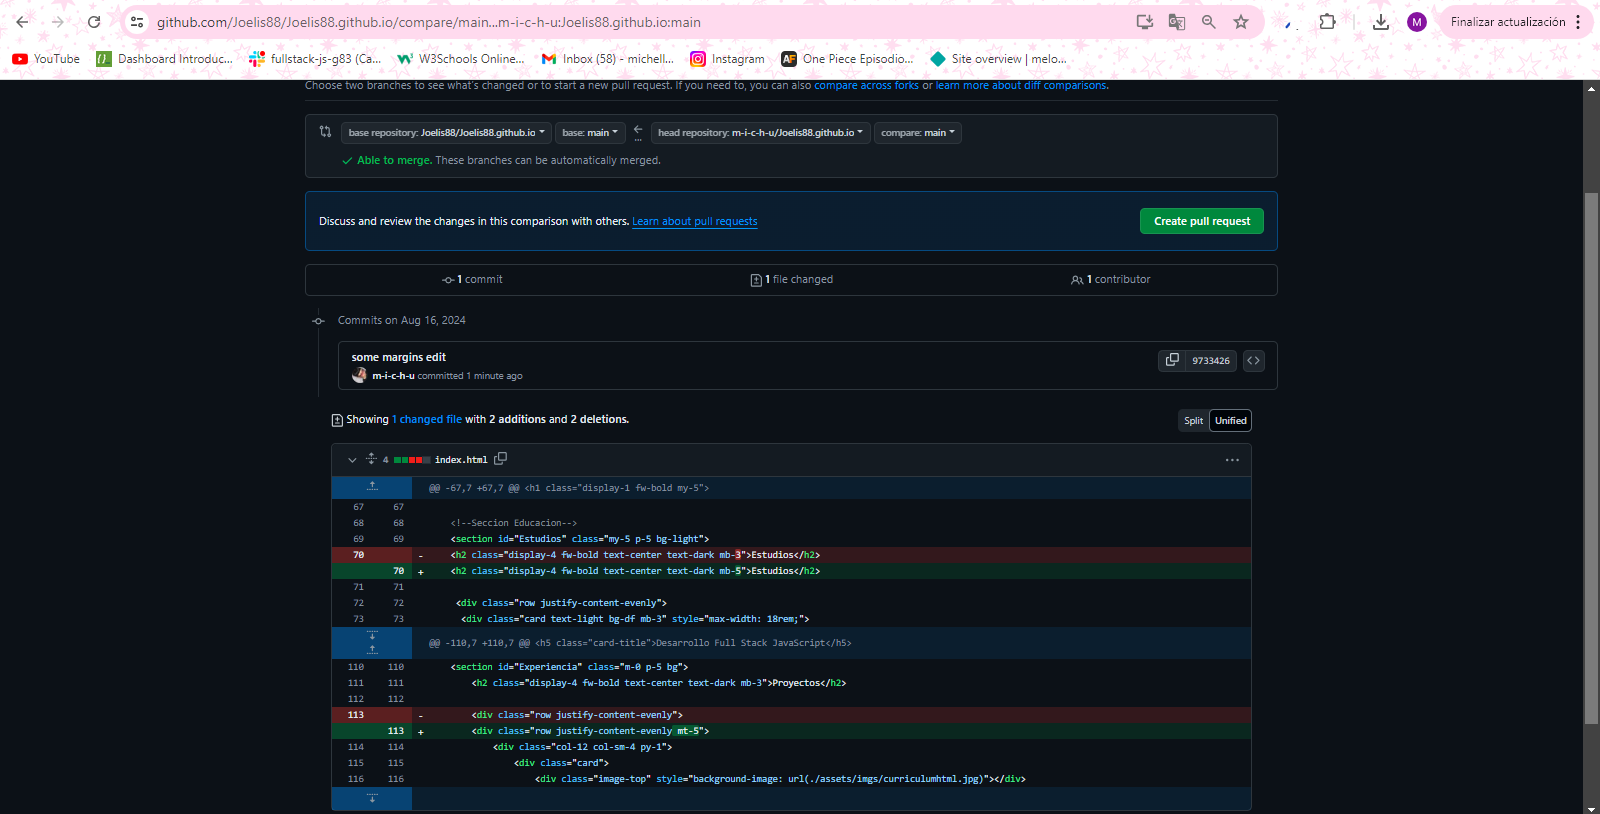 github.com/Joelis88/Joelis88.github.io/compare/main...m-i-c-h-u:Joelis88.github.io:main
M
Finalizar actualización
YouTube
Dashboard Introduc...
fullstack-js-g83 (Ca...
W3Schools Online...
Inbox (58) - michell...
Instagram
AF One Piece Episodio...
Site overview | melo...
Choose two branches to see what's changed or to start a new pull request. If you need to, you can also compare across forks or learn more about diff comparisons.
base repository: Joelis88/Joelis88.github.io
base: main
head repository: m-i-c-h-u/Joelis88.github.io
compare: main
Able to merge. These branches can be automatically merged.
Discuss and review the changes in this comparison with others. Learn about pull requests
Create pull request
1 commit
1 file changed
1 contributor
Commits on Aug 16, 2024
some margins edit
m-i-c-h-u committed 1 minute ago
9733426
Showing 1 changed file with 2 additions and 2 deletions.
Split
Unified
4 index.html
@@ -67,7 +67,7 @@ <h1 class="display-1 fw-bold my-5">
67 67
68 68 <!--Seccion Educacion-->
69 69 <section id="Estudios" class="my-5 p-5 bg-light">
70 - <h2 class="display-4 fw-bold text-center text-dark mb-3">Estudios</h2>
70 + <h2 class="display-4 fw-bold text-center text-dark mb-5">Estudios</h2>
71 71
72 72 <div class="row justify-content-evenly">
73 73 <div class="card text-light bg-df mb-3" style="max-width: 18rem;">
@@ -110,7 +110,7 @@ <h5 class="card-title">Desarrollo Full Stack JavaScript</h5>
110 110 <section id="Experiencia" class="m-0 p-5 bg">
111 111 <h2 class="display-4 fw-bold text-center text-dark mb-3">Proyectos</h2>
112 112
113 - <div class="row justify-content-evenly">
113 + <div class="row justify-content-evenly mt-5">
114 114 <div class="col-12 col-sm-4 py-1">
115 115 <div class="card">
116 116 <div class="image-top" style="background-image: url(./assets/imgs/curriculumhtml.jpg)"></div>